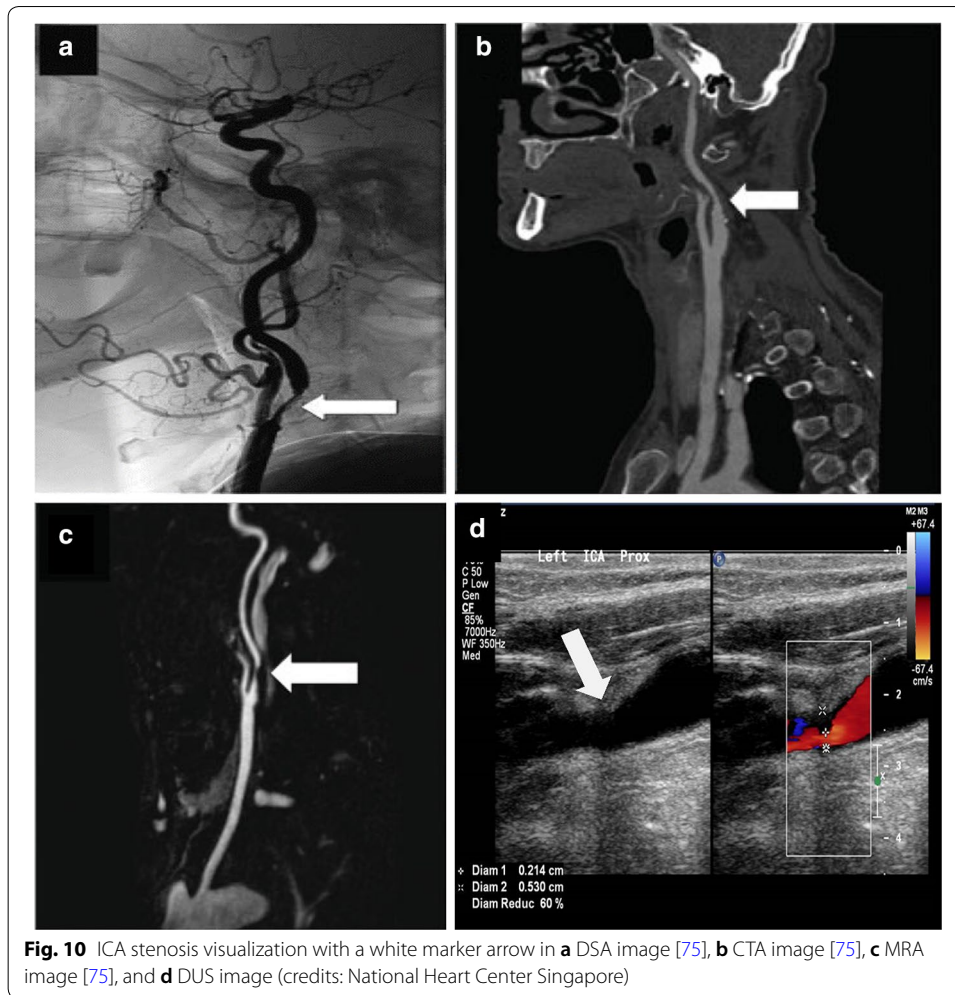 a
b
c
d
z
Left ICA Prox
C 50
P Low
Gen
CF
85%
7000Hz
WF 350Hz
Med
P
M2 M3
+67.4
-67.4
cm/s
0
1
2
3
4
x
Diam 1 0.214 cm
Diam 2 0.530 cm
Diam Reduc 60 %
Fig. 10 ICA stenosis visualization with a white marker arrow in a DSA image [75], b CTA image [75], c MRA
image [75], and d DUS image (credits: National Heart Center Singapore)